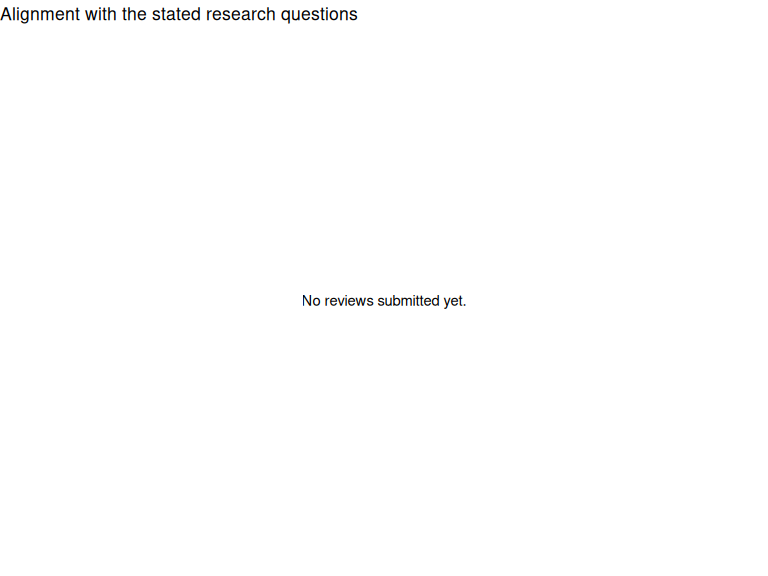 Alignment with the stated research questions
No reviews submitted yet.